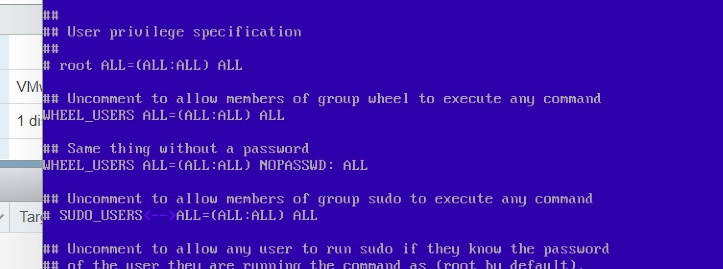 ##
## User privilege specification
##
# root ALL=(ALL:ALL) ALL
VM
## Uncomment to allow members of group wheel to execute any command
WHEEL_USERS ALL=(ALL:ALL) ALL
1 di
## Same thing without a password
WHEEL_USERS ALL=(ALL:ALL) NOPASSWD: ALL
## Uncomment to allow members of group sudo to execute any command
Targ
# SUDO_USERS<-->ALL=(ALL:ALL) ALL
## Uncomment to allow any user to run sudo if they know the password
## of the user they are running the command as (root by default).